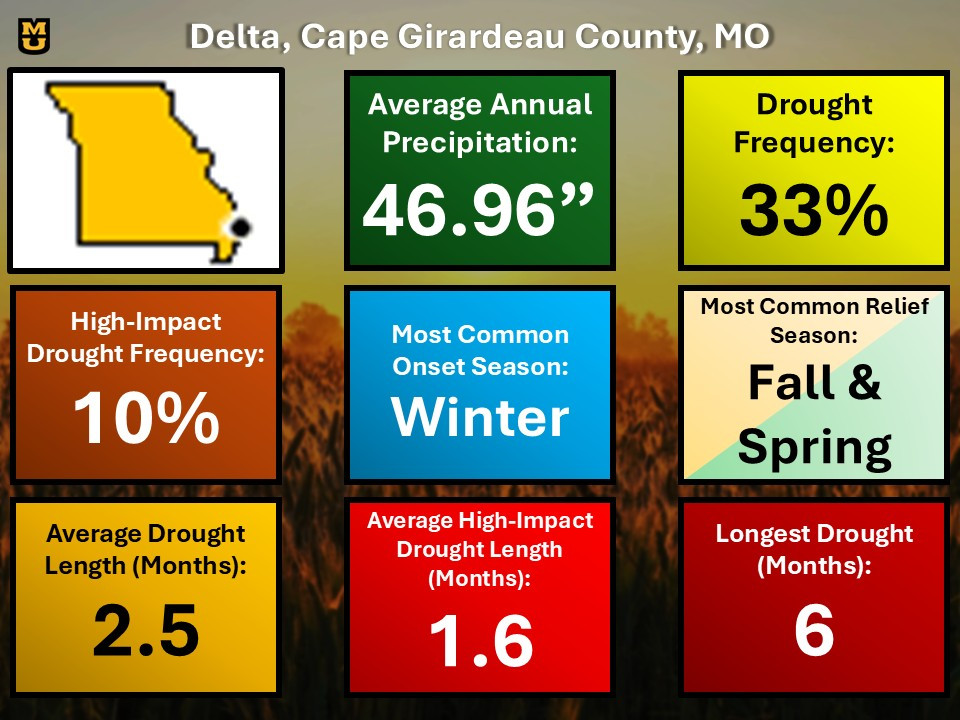 MU
Delta, Cape Girardeau County, MO
Average Annual
Precipitation:
46.96”
Drought
Frequency:
33%
High-Impact
Drought Frequency:
10%
Most Common
Onset Season:
Winter
Most Common Relief
Season:
Fall &
Spring
Average Drought
Length (Months):
2.5
Average High-Impact
Drought Length
(Months):
1.6
Longest Drought
(Months):
6